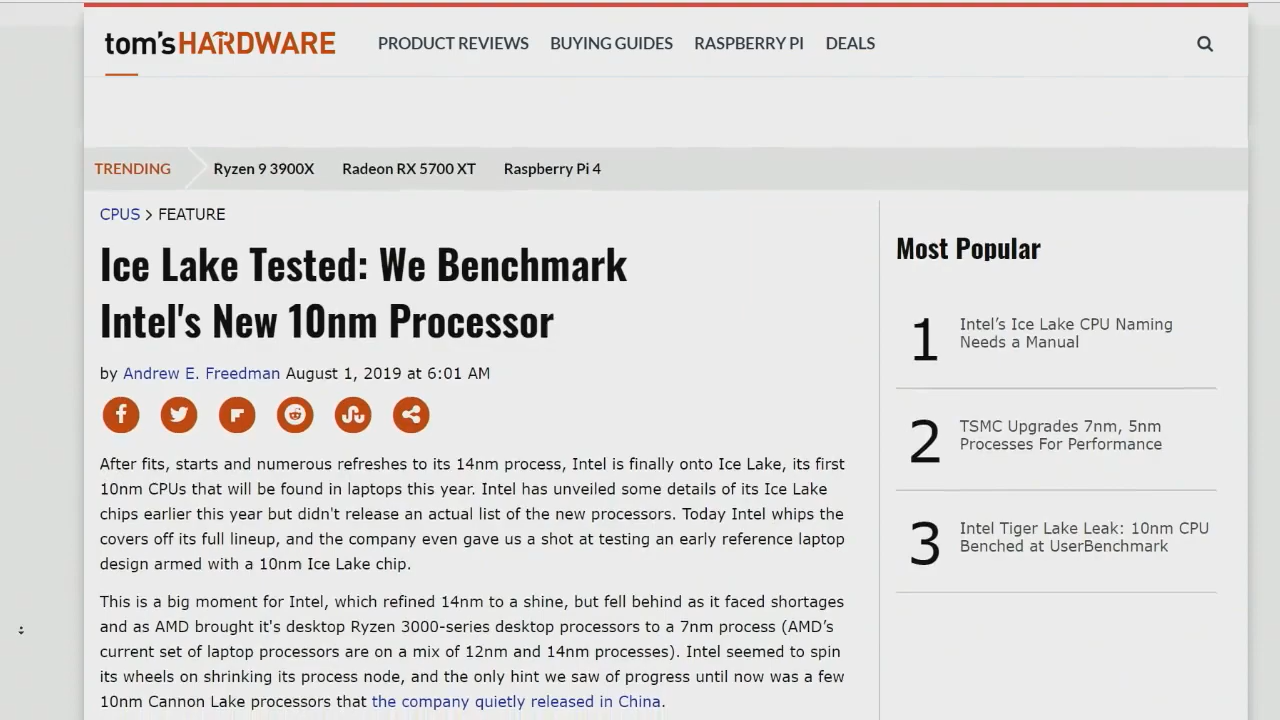 tom'sHARDWARE
PRODUCT REVIEWS BUYING GUIDES RASPBERRY PI DEALS
TRENDING Ryzen 9 3900X Radeon RX 5700 XT Raspberry Pi 4
CPUS > FEATURE
Ice Lake Tested: We Benchmark
Intel's New 10nm Processor
by Andrew E. Freedman August 1, 2019 at 6:01 AM
After fits, starts and numerous refreshes to its 14nm process, Intel is finally onto Ice Lake, its first
10nm CPUs that will be found in laptops this year. Intel has unveiled some details of its Ice Lake
chips earlier this year but didn't release an actual list of the new processors. Today Intel whips the
covers off its full lineup, and the company even gave us a shot at testing an early reference laptop
design armed with a 10nm Ice Lake chip.
This is a big moment for Intel, which refined 14nm to a shine, but fell behind as it faced shortages
and as AMD brought it's desktop Ryzen 3000-series desktop processors to a 7nm process (AMD’s
current set of laptop processors are on a mix of 12nm and 14nm processes). Intel seemed to spin
its wheels on shrinking its process node, and the only hint we saw of progress until now was a few
10nm Cannon Lake processors that the company quietly released in China.
Most Popular
1 Intel’s Ice Lake CPU Naming
Needs a Manual
2 TSMC Upgrades 7nm, 5nm
Processes For Performance
3 Intel Tiger Lake Leak: 10nm CPU
Benched at UserBenchmark